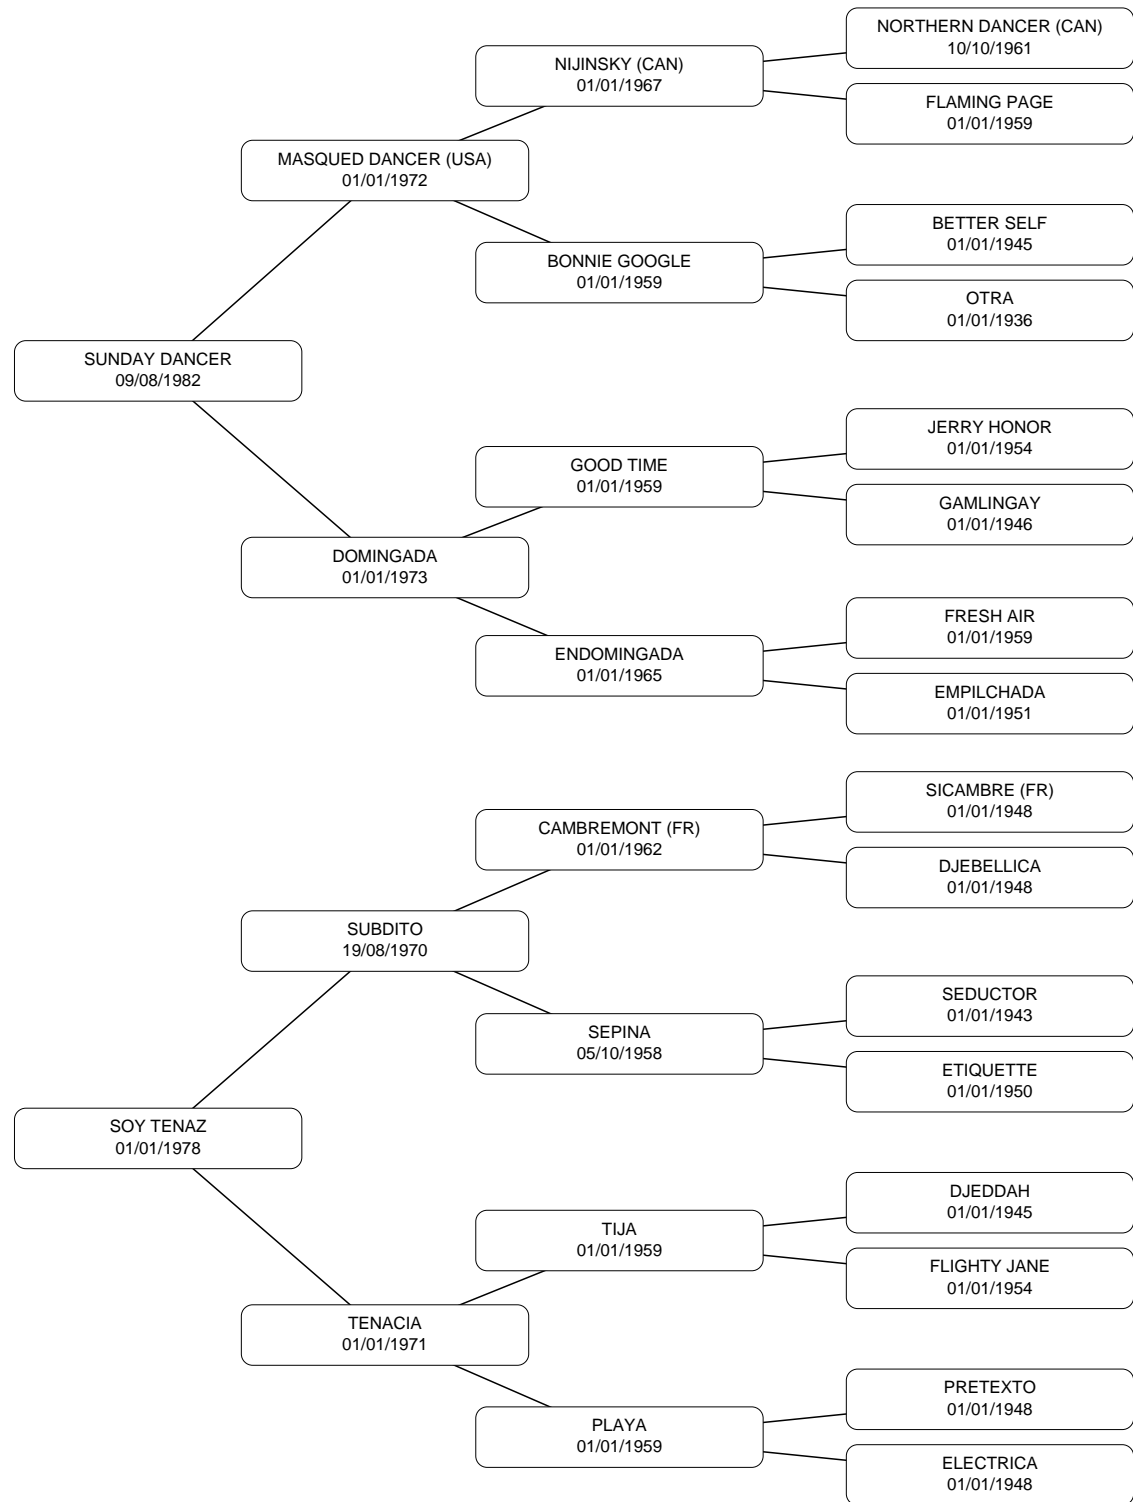 NORTHERN DANCER (CAN)
10/10/1961
NIJINSKY (CAN)
01/01/1967
FLAMING PAGE
01/01/1959
MASQUED DANCER (USA)
01/01/1972
BETTER SELF
01/01/1945
BONNIE GOOGLE
01/01/1959
OTRA
01/01/1936
SUNDAY DANCER
09/08/1982
JERRY HONOR
01/01/1954
GOOD TIME
01/01/1959
GAMLINGAY
01/01/1946
DOMINGADA
01/01/1973
FRESH AIR
01/01/1959
ENDOMINGADA
01/01/1965
EMPILCHADA
01/01/1951
SICAMBRE (FR)
01/01/1948
CAMBREMONT (FR)
01/01/1962
DJEBELLICA
01/01/1948
SUBDITO
19/08/1970
SEDUCTOR
01/01/1943
SEPINA
05/10/1958
ETIQUETTE
01/01/1950
SOY TENAZ
01/01/1978
DJEDDAH
01/01/1945
TIJA
01/01/1959
FLIGHTY JANE
01/01/1954
TENACIA
01/01/1971
PRETEXTO
01/01/1948
PLAYA
01/01/1959
ELECTRICA
01/01/1948